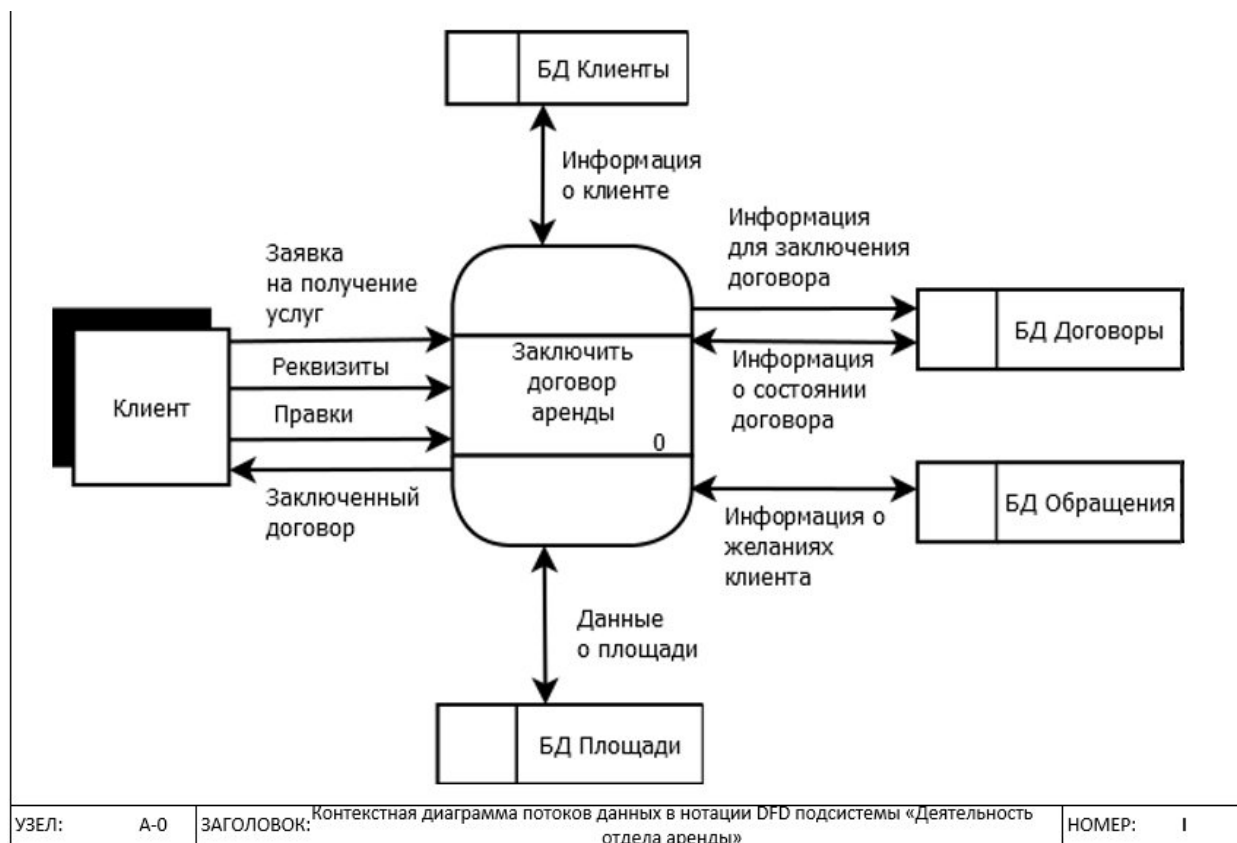 БД Клиенты
Информация
о клиенте
Информация
для заключения
договора
Заявка
на получение
услуг
БД Договоры
Заключить
договор
аренды
0
Реквизиты
Информация
о состоянии
договора
Клиент
Правки
Заключенный
договор
БД Обращения
Информация о
желаниях
клиента
Данные
о площади
БД Площади
УЗЕЛ: А-0 ЗАГОЛОВОК: Контекстная диаграмма потоков данных в нотации DFD подсистемы «Деятельность
отдела аренды»
НОМЕР: I